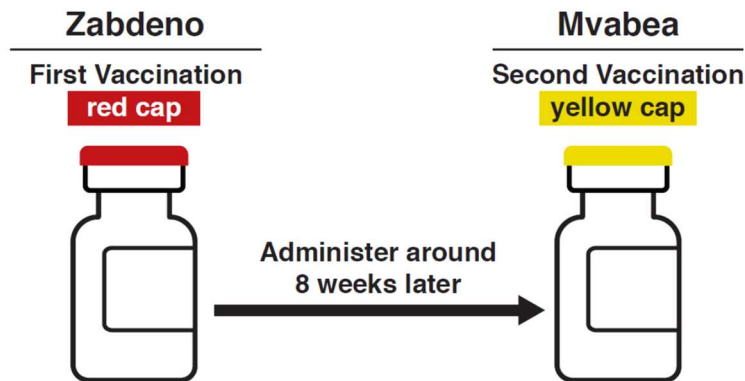 Zabdeno
First Vaccination
red cap
Administer around
8 weeks later
Mvabea
Second Vaccination
yellow cap